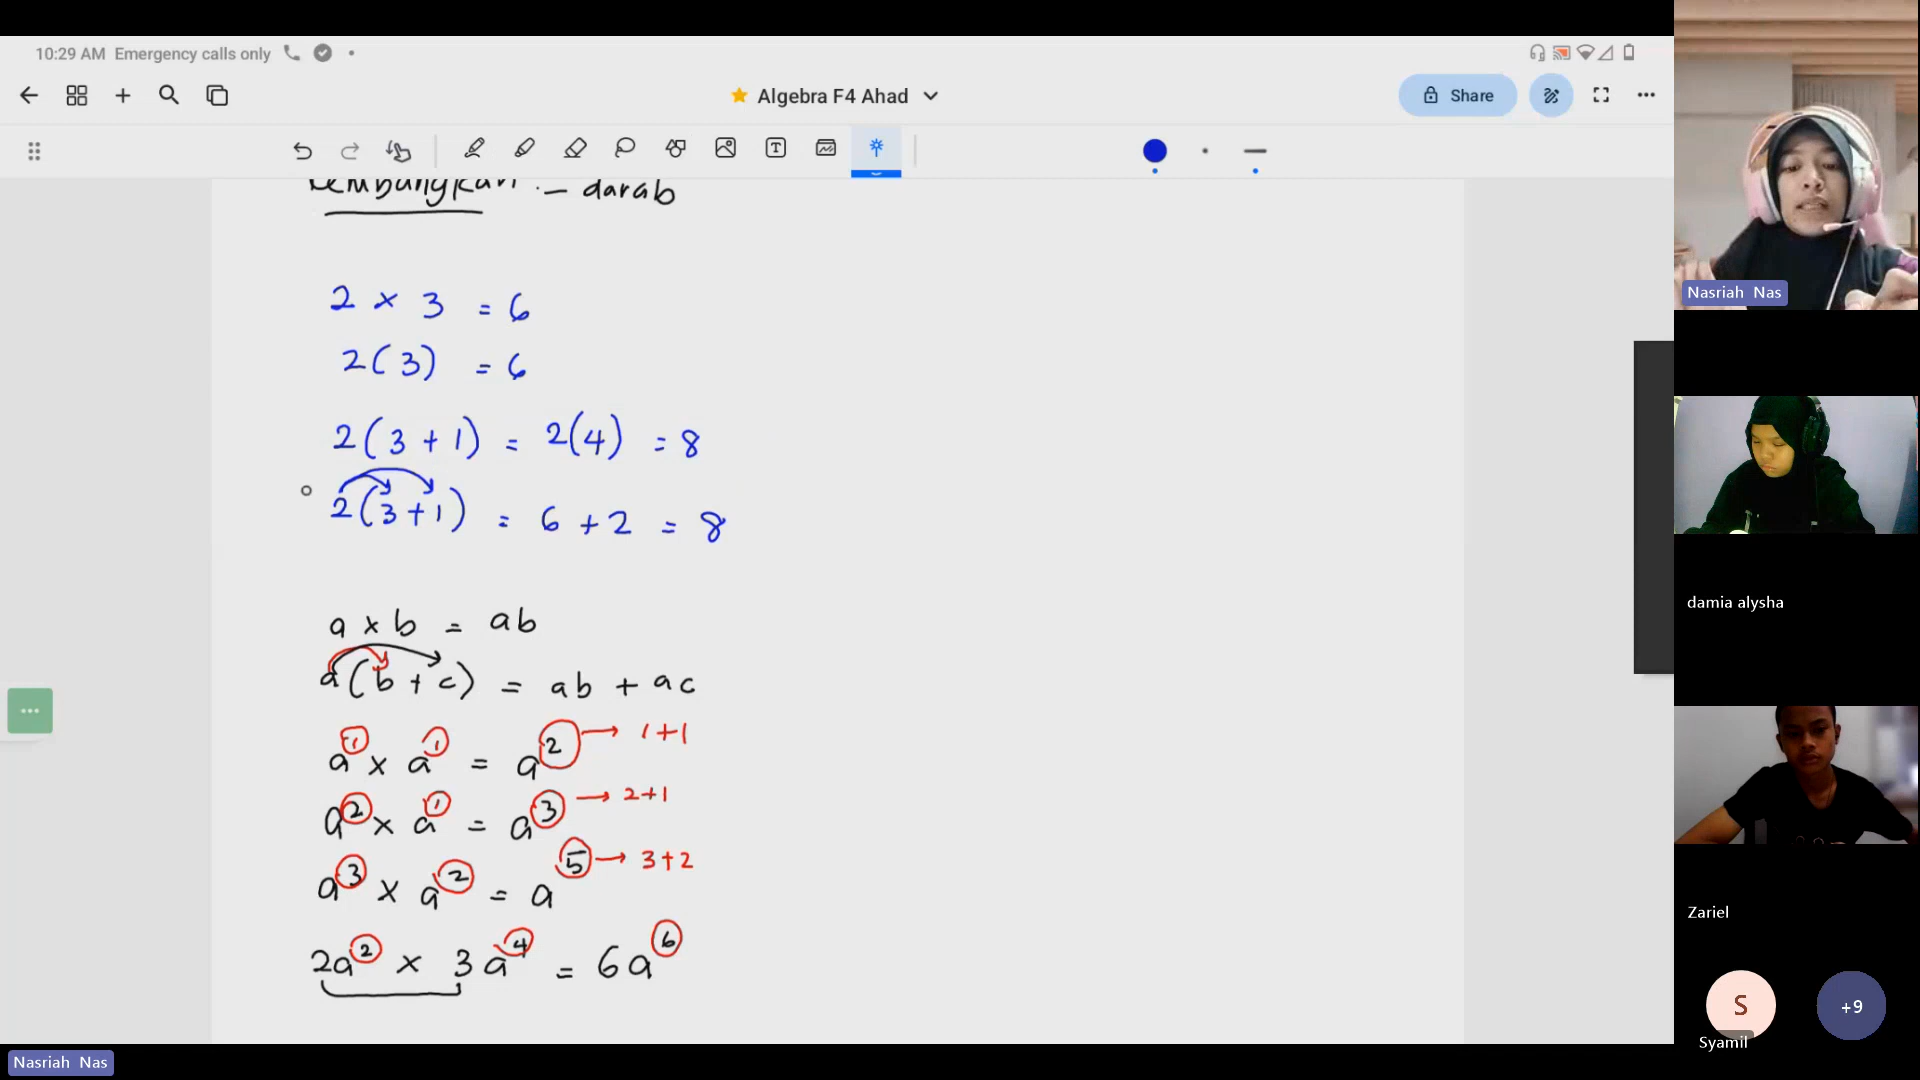 10:29 AM Emergency calls only
Algebra F4 Ahad
Share
Kembangkan :- darab
2 × 3 = 6
2(3) = 6
2(3+1) = 2(4) = 8
2(3+1) = 6 + 2 = 8
a × b = ab
a(b+c) = ab + ac
a¹ × a¹ = a² → 1+1
a² × a¹ = a³ → 2+1
a³ × a² = a⁵ → 3+2
2a² × 3a⁴ = 6a⁶
Nasriah Nas
damia alysha
Zariel
S
+9
Syamil
Nasriah Nas